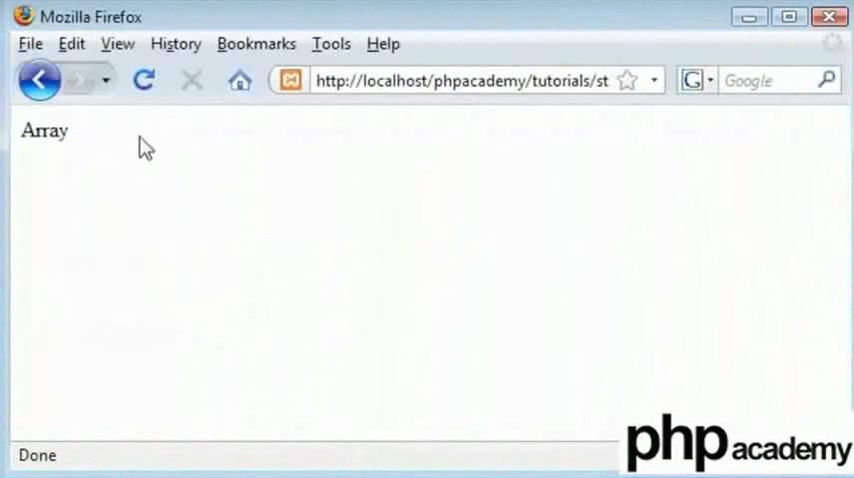 Mozilla Firefox
File Edit View History Bookmarks Tools Help
http://localhost/phpacademy/tutorials/st G Google
Array
Done
php academy